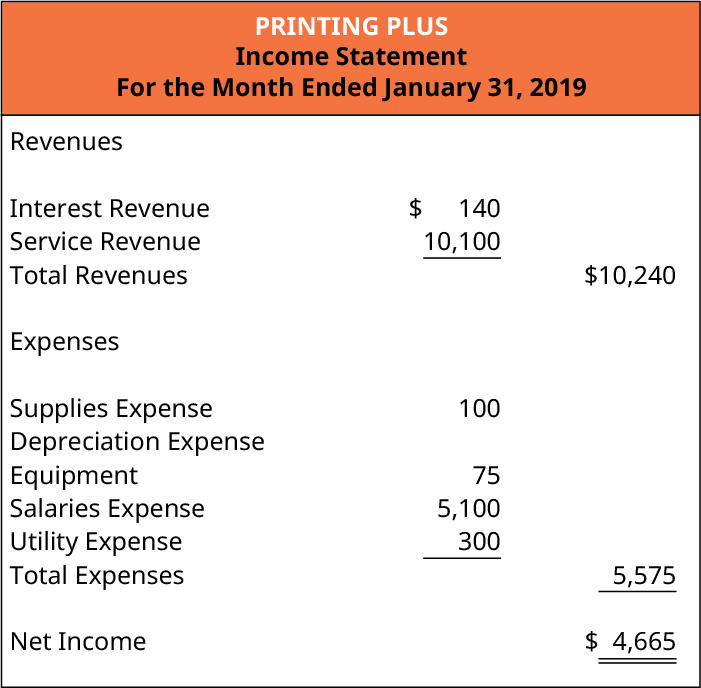 PRINTING PLUS
Income Statement
For the Month Ended January 31, 2019
Revenues
Interest Revenue $ 140
Service Revenue 10,100
Total Revenues $10,240
Expenses
Supplies Expense 100
Depreciation Expense
Equipment 75
Salaries Expense 5,100
Utility Expense 300
Total Expenses 5,575
Net Income $ 4,665